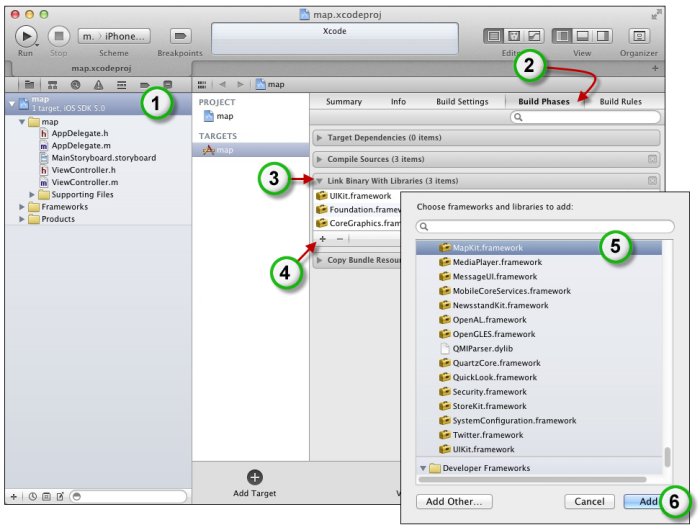 map.xcodeproj
m. › iPhone...
Xcode
Run
Stop
Scheme
Breakpoints
View
Organizer
map.xcodeproj
+
map
1
2
3
4
5
6
map
1 target, iOS SDK 5.0
map
AppDelegate.h
AppDelegate.m
MainStoryboard.storyboard
ViewController.h
ViewController.m
Supporting Files
Frameworks
Products
PROJECT
map
TARGETS
map
Add Target
Summary
Info
Build Settings
Build Phases
Build Rules
Target Dependencies (0 items)
Compile Sources (3 items)
Link Binary With Libraries (3 items)
UIKit.framework
Foundation.framew
CoreGraphics.fram
+ −
Copy Bundle Resou
Choose frameworks and libraries to add:
MapKit.framework
MediaPlayer.framework
MessageUI.framework
MobileCoreServices.framework
NewsstandKit.framework
OpenAL.framework
OpenGLES.framework
QMIParser.dylib
QuartzCore.framework
QuickLook.framework
Security.framework
StoreKit.framework
SystemConfiguration.framework
Twitter.framework
UIKit.framework
Developer Frameworks
Add Other...
Cancel
Add